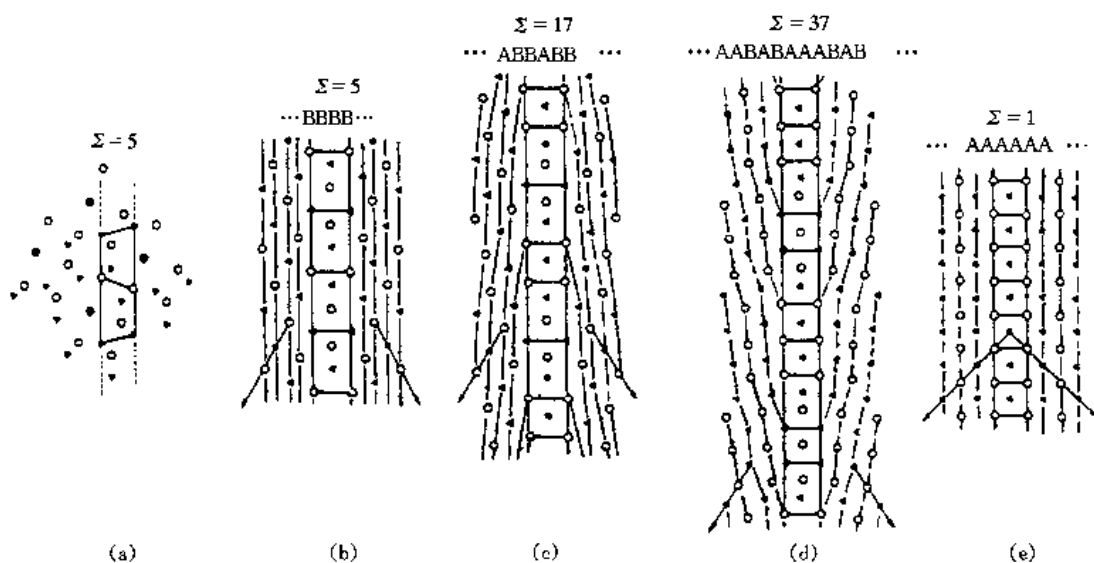 Σ = 5
Σ = 5
··· BBBB ···
Σ = 17
··· ABBABB ···
Σ = 37
··· AABABAAABAB ···
Σ = 1
··· AAAAAA ···
(a) (b) (c) (d) (e)